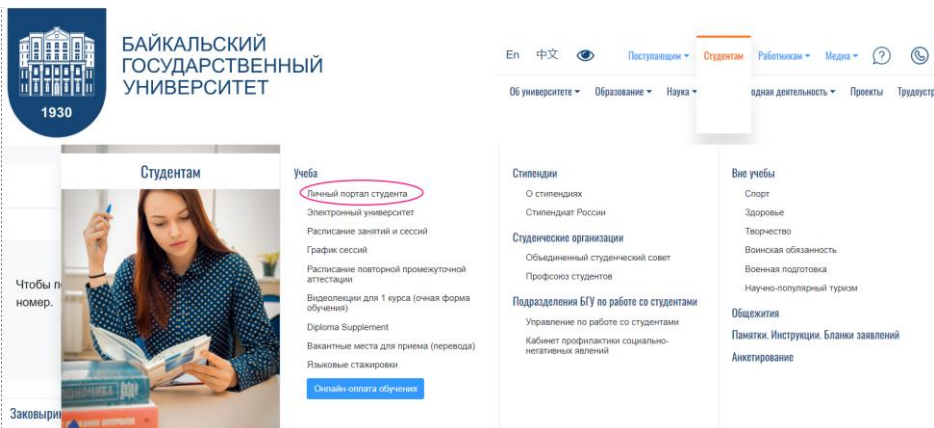 БАЙКАЛЬСКИЙ
ГОСУДАРСТВЕННЫЙ
УНИВЕРСИТЕТ
1930
En 中文 Поступающим Студентам Работникам Медиа ?
Об университете Образование Наука одная деятельность Проекты Трудоустр
Студентам
Чтобы п
номер.
Заковыри
ЭКОНОМИКА
Учеба
Личный портал студента
Электронный университет
Расписание занятий и сессий
График сессий
Расписание повторной промежуточной
аттестации
Видеолекции для 1 курса (очная форма
обучения)
Diploma Supplement
Вакантные места для приема (перевода)
Языковые стажировки
Онлайн-оплата обучения
Стипендии
О стипендиях
Стипендиат России
Студенческие организации
Объединенный студенческий совет
Профсоюз студентов
Подразделения БГУ по работе со студентами
Управление по работе со студентами
Кабинет профилактики социально-
негативных явлений
Вне учебы
Спорт
Здоровье
Творчество
Воинская обязанность
Военная подготовка
Научно-популярный туризм
Общежития
Памятки. Инструкции. Бланки заявлений
Анкетирование